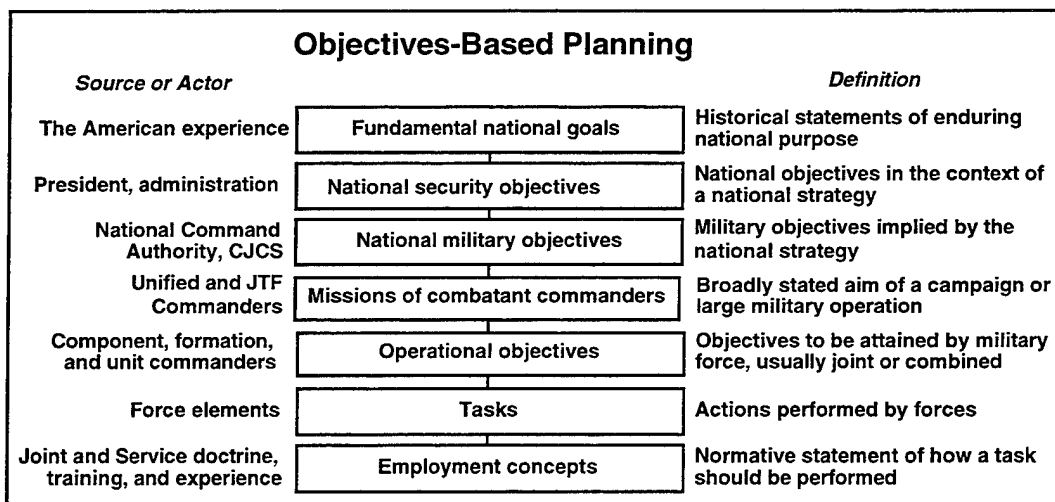 Objectives-Based Planning
Source or Actor
Definition
The American experience
Fundamental national goals
Historical statements of enduring
national purpose
President, administration
National security objectives
National objectives in the context of
a national strategy
National Command
Authority, CJCS
National military objectives
Military objectives implied by the
national strategy
Unified and JTF
Commanders
Missions of combatant commanders
Broadly stated aim of a campaign or
large military operation
Component, formation,
and unit commanders
Operational objectives
Objectives to be attained by military
force, usually joint or combined
Force elements
Tasks
Actions performed by forces
Joint and Service doctrine,
training, and experience
Employment concepts
Normative statement of how a task
should be performed